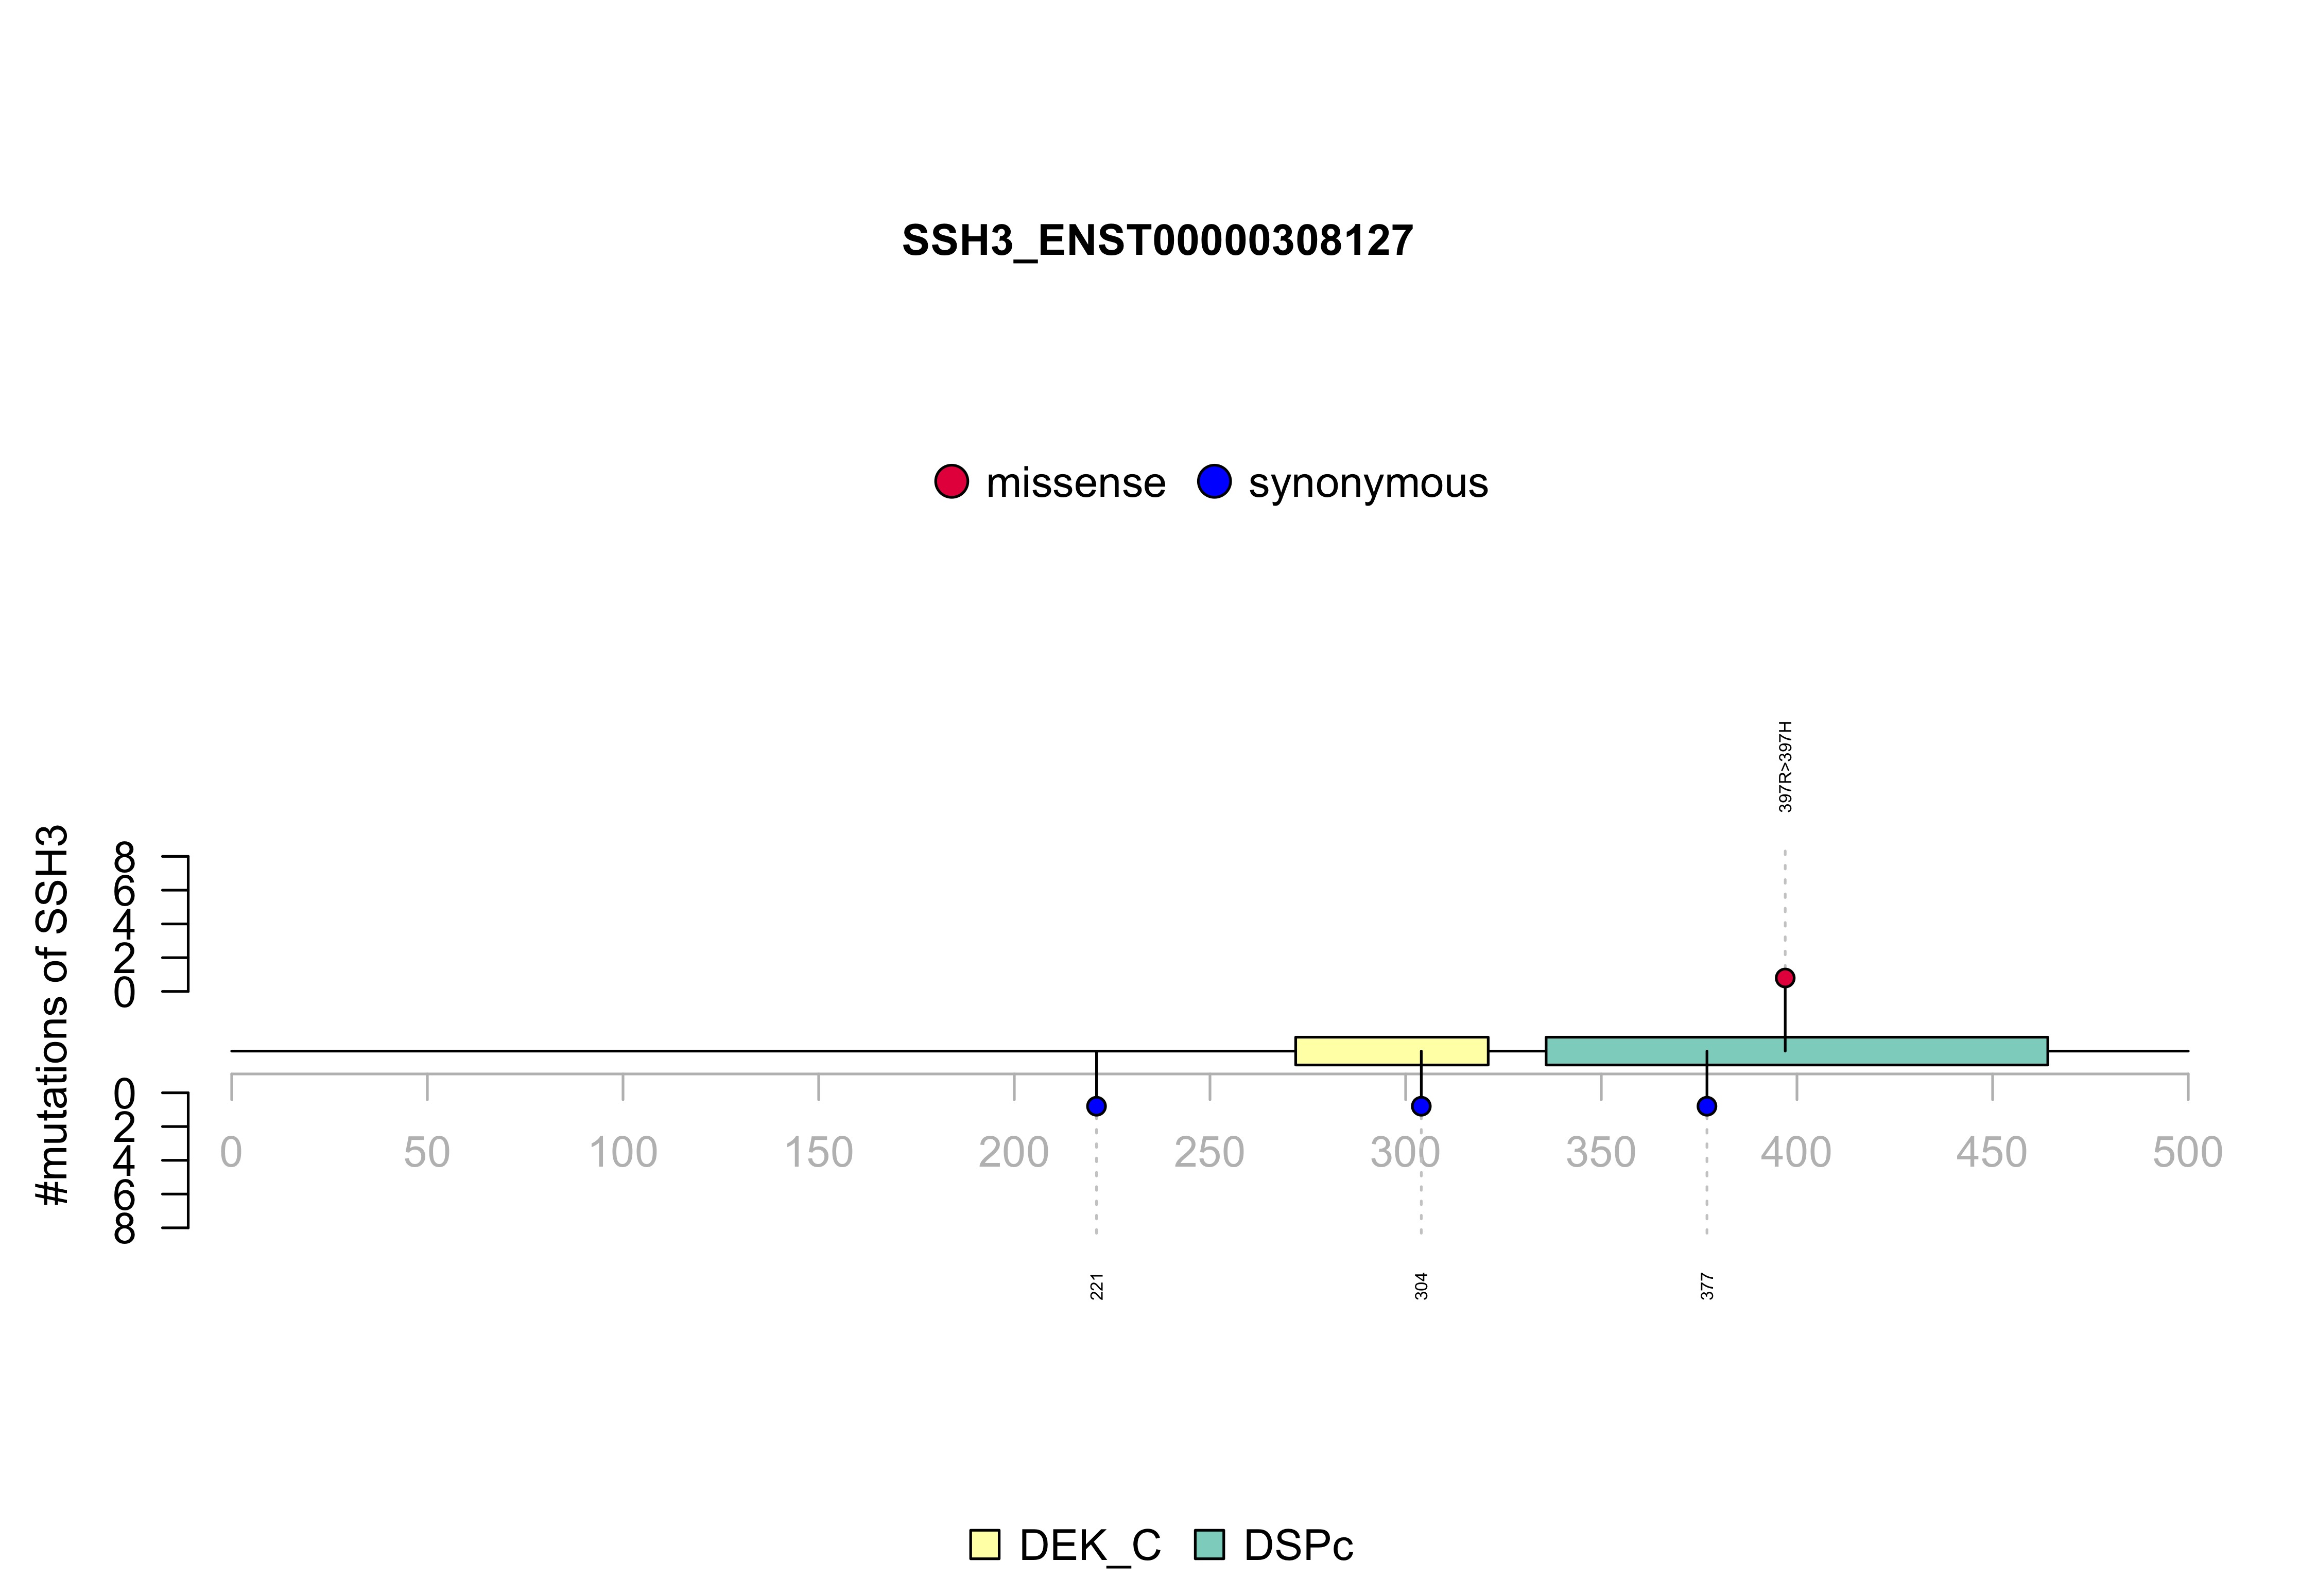 SSH3_ENST00000308127
missense synonymous
397R>397H
#mutations of SSH3
8
6
4
2
0
0
2
4
6
8
0 50 100 150 200 250 300 350 400 450 500
221 304 377
DEK_C DSPc